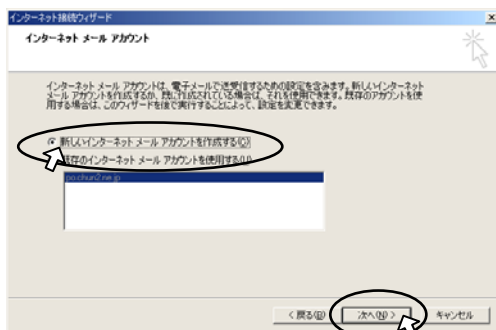 インターネット接続ウィザード
インターネット メール アカウント
インターネット メール アカウントは、電子メールで送受信するための設定を含みます。新しいインターネット
メール アカウントを作成するか、既に作成されている場合は、それを使用できます。既存のアカウントを使
用する場合は、このウィザードを後で実行することによって、設定を変更できます。
新しいインターネット メール アカウントを作成する(C)
既存のインターネット メール アカウントを使用する(U)
po.churi2.ne.jp
< 戻る(B)
次へ(N) >
キャンセル